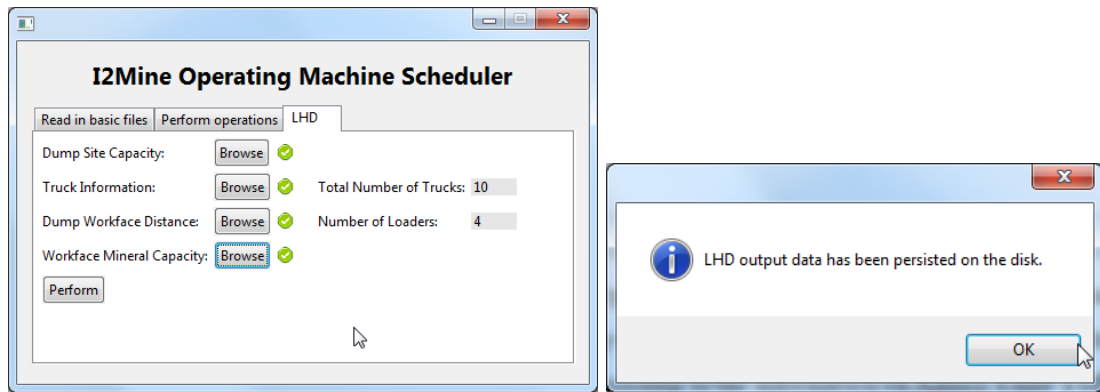 I2Mine Operating Machine Scheduler
Read in basic files Perform operations LHD
Dump Site Capacity: Browse
Truck Information: Browse Total Number of Trucks: 10
Dump Workface Distance: Browse Number of Loaders: 4
Workface Mineral Capacity: Browse
Perform
LHD output data has been persisted on the disk.
OK